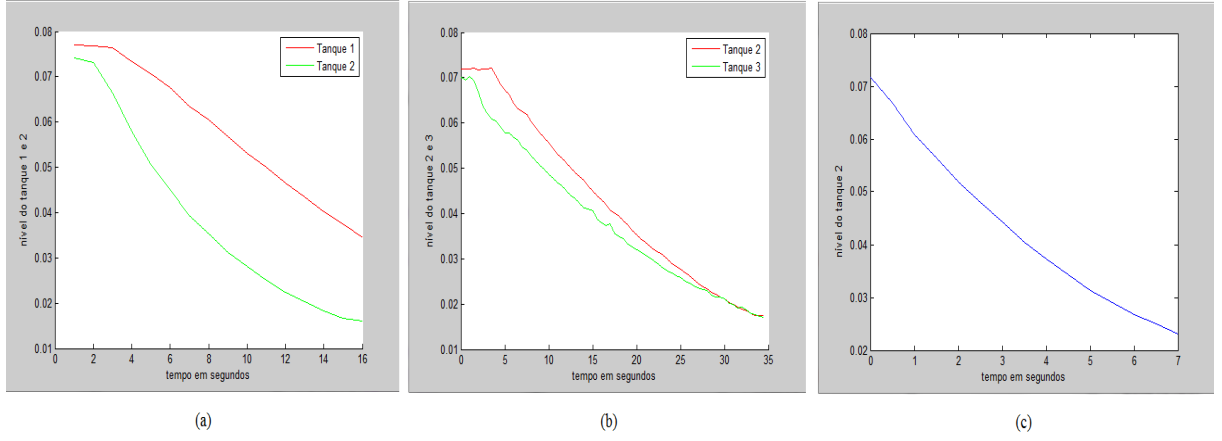 0.08
0.07
0.06
0.05
0.04
0.03
0.02
0.01
nível do tanque 1 e 2
0 2 4 6 8 10 12 14 16
tempo em segundos
Tanque 1
Tanque 2
(a)
0.08
0.07
0.06
0.05
0.04
0.03
0.02
0.01
nível do tanque 2 e 3
0 5 10 15 20 25 30 35
tempo em segundos
Tanque 2
Tanque 3
(b)
0.08
0.07
0.06
0.05
0.04
0.03
0.02
nível do tanque 2
0 1 2 3 4 5 6 7
tempo em segundos
(c)